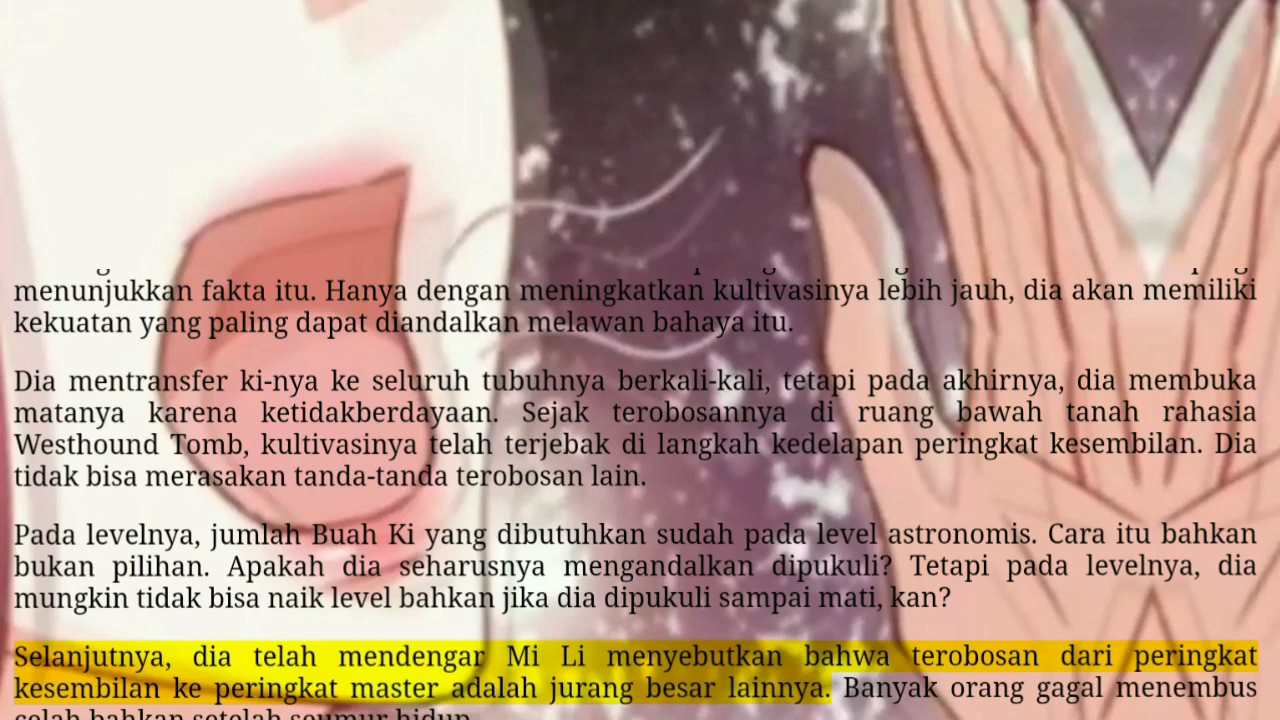 menunjukkan fakta itu. Hanya dengan meningkatkan kultivasinya lebih jauh, dia akan memiliki
kekuatan yang paling dapat diandalkan melawan bahaya itu.
Dia mentransfer ki-nya ke seluruh tubuhnya berkali-kali, tetapi pada akhirnya, dia membuka
matanya karena ketidakberdayaan. Sejak terobosannya di ruang bawah tanah rahasia
Westhound Tomb, kultivasinya telah terjebak di langkah kedelapan peringkat kesembilan. Dia
tidak bisa merasakan tanda-tanda terobosan lain.
Pada levelnya, jumlah Buah Ki yang dibutuhkan sudah pada level astronomis. Cara itu bahkan
bukan pilihan. Apakah dia seharusnya mengandalkan dipukuli? Tetapi pada levelnya, dia
mungkin tidak bisa naik level bahkan jika dia dipukuli sampai mati, kan?
Selanjutnya, dia telah mendengar Mi Li menyebutkan bahwa terobosan dari peringkat
kesembilan ke peringkat master adalah jurang besar lainnya. Banyak orang gagal menembus
celah bahkan setelah seumur hidup